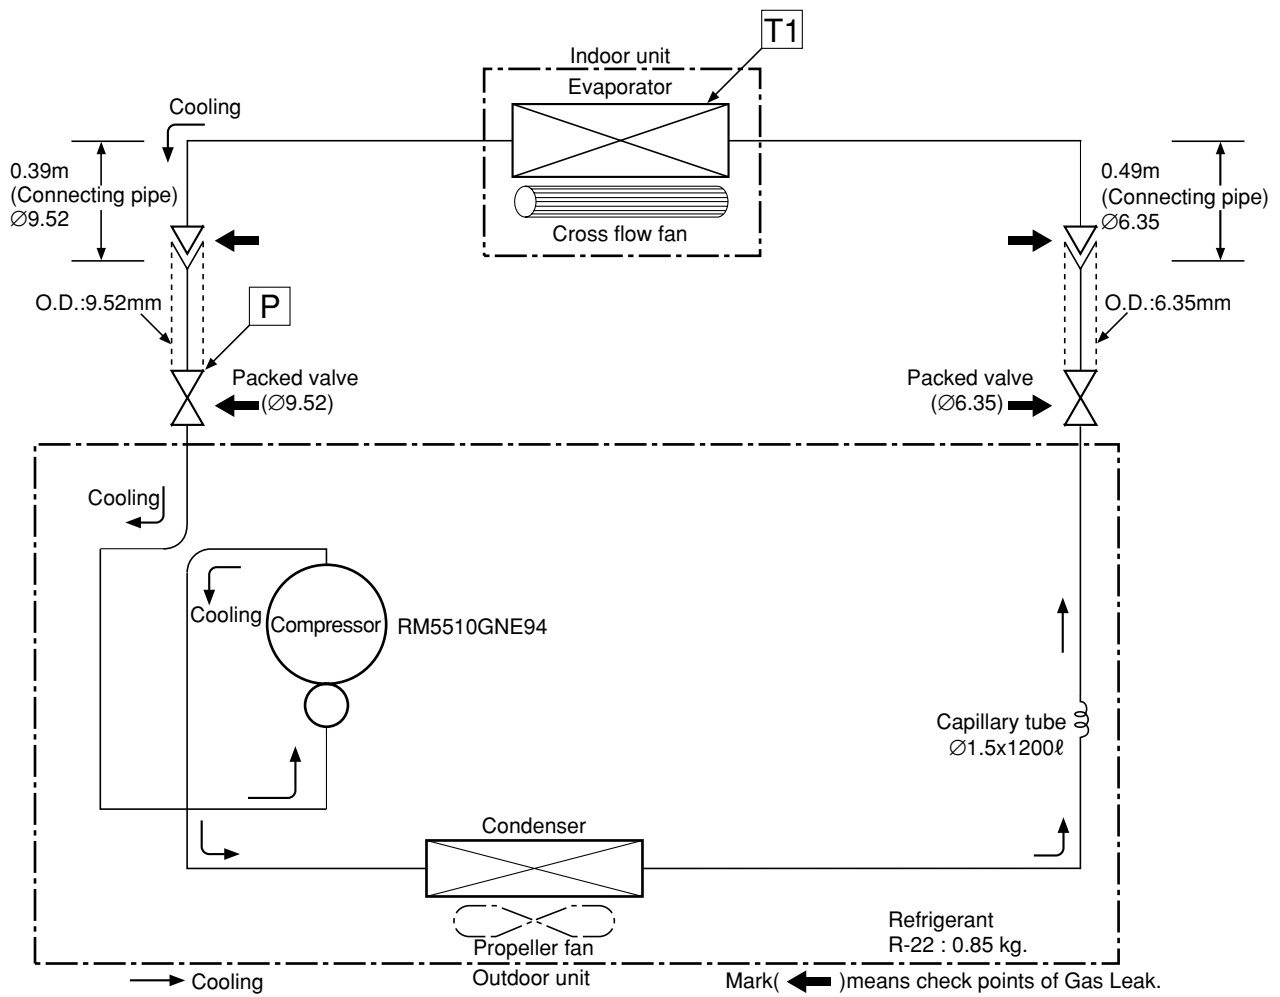 T1
Indoor unit
Evaporator
Cooling
0.39m
(Connecting pipe)
∅9.52
0.49m
(Connecting pipe)
∅6.35
Cross flow fan
O.D.:9.52mm
P
O.D.:6.35mm
Packed valve
(∅9.52)
Packed valve
(∅6.35)
Cooling
Cooling
Compressor
RM5510GNE94
Capillary tube
∅1.5x1200ℓ
Condenser
Propeller fan
Refrigerant
R-22 : 0.85 kg.
Cooling
Outdoor unit
Mark( )means check points of Gas Leak.